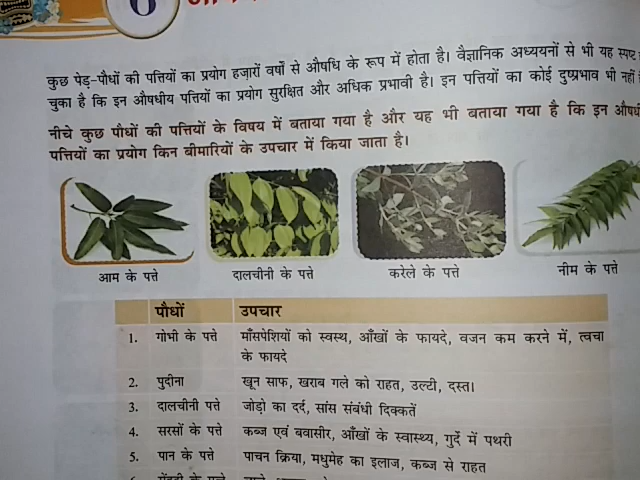 6
कुछ पेड़-पौधों की पत्तियों का प्रयोग हज़ारों वर्षों से औषधि के रूप में होता है। वैज्ञानिक अध्ययनों से भी यह स्पष्ट
चुका है कि इन औषधीय पत्तियों का प्रयोग सुरक्षित और अधिक प्रभावी है। इन पत्तियों का कोई दुष्प्रभाव भी नहीं
नीचे कुछ पौधों की पत्तियों के विषय में बताया गया है और यह भी बताया गया है कि इन
पत्तियों का प्रयोग किन बीमारियों के उपचार में किया जाता है।
आम के पत्ते दालचीनी के पत्ते करेले के पत्ते नीम के पत्ते
पौधों उपचार
1. गोभी के पत्ते माँसपेशियों को स्वस्थ, आँखों के फायदे, वजन कम करने में, त्वचा
के फायदे
2. पुदीना खून साफ, खराब गले को राहत, उल्टी, दस्त।
3. दालचीनी पत्ते जोड़ो का दर्द, सांस संबंधी दिक्कतें
4. सरसों के पत्ते कब्ज एवं बवासीर, आँखों के स्वास्थ्य, गुर्दे में पथरी
5. पान के पत्ते पाचन क्रिया, मधुमेह का इलाज, कब्ज से राहत